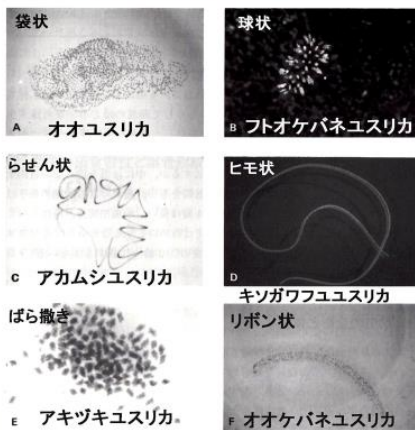 袋状
A オオユスリカ
球状
B フトオケバネユスリカ
らせん状
C アカムシユスリカ
ヒモ状
D
キソガワフユユスリカ
ばら撒き
E アキヅキユスリカ
リボン状
F オオケバネユスリカ